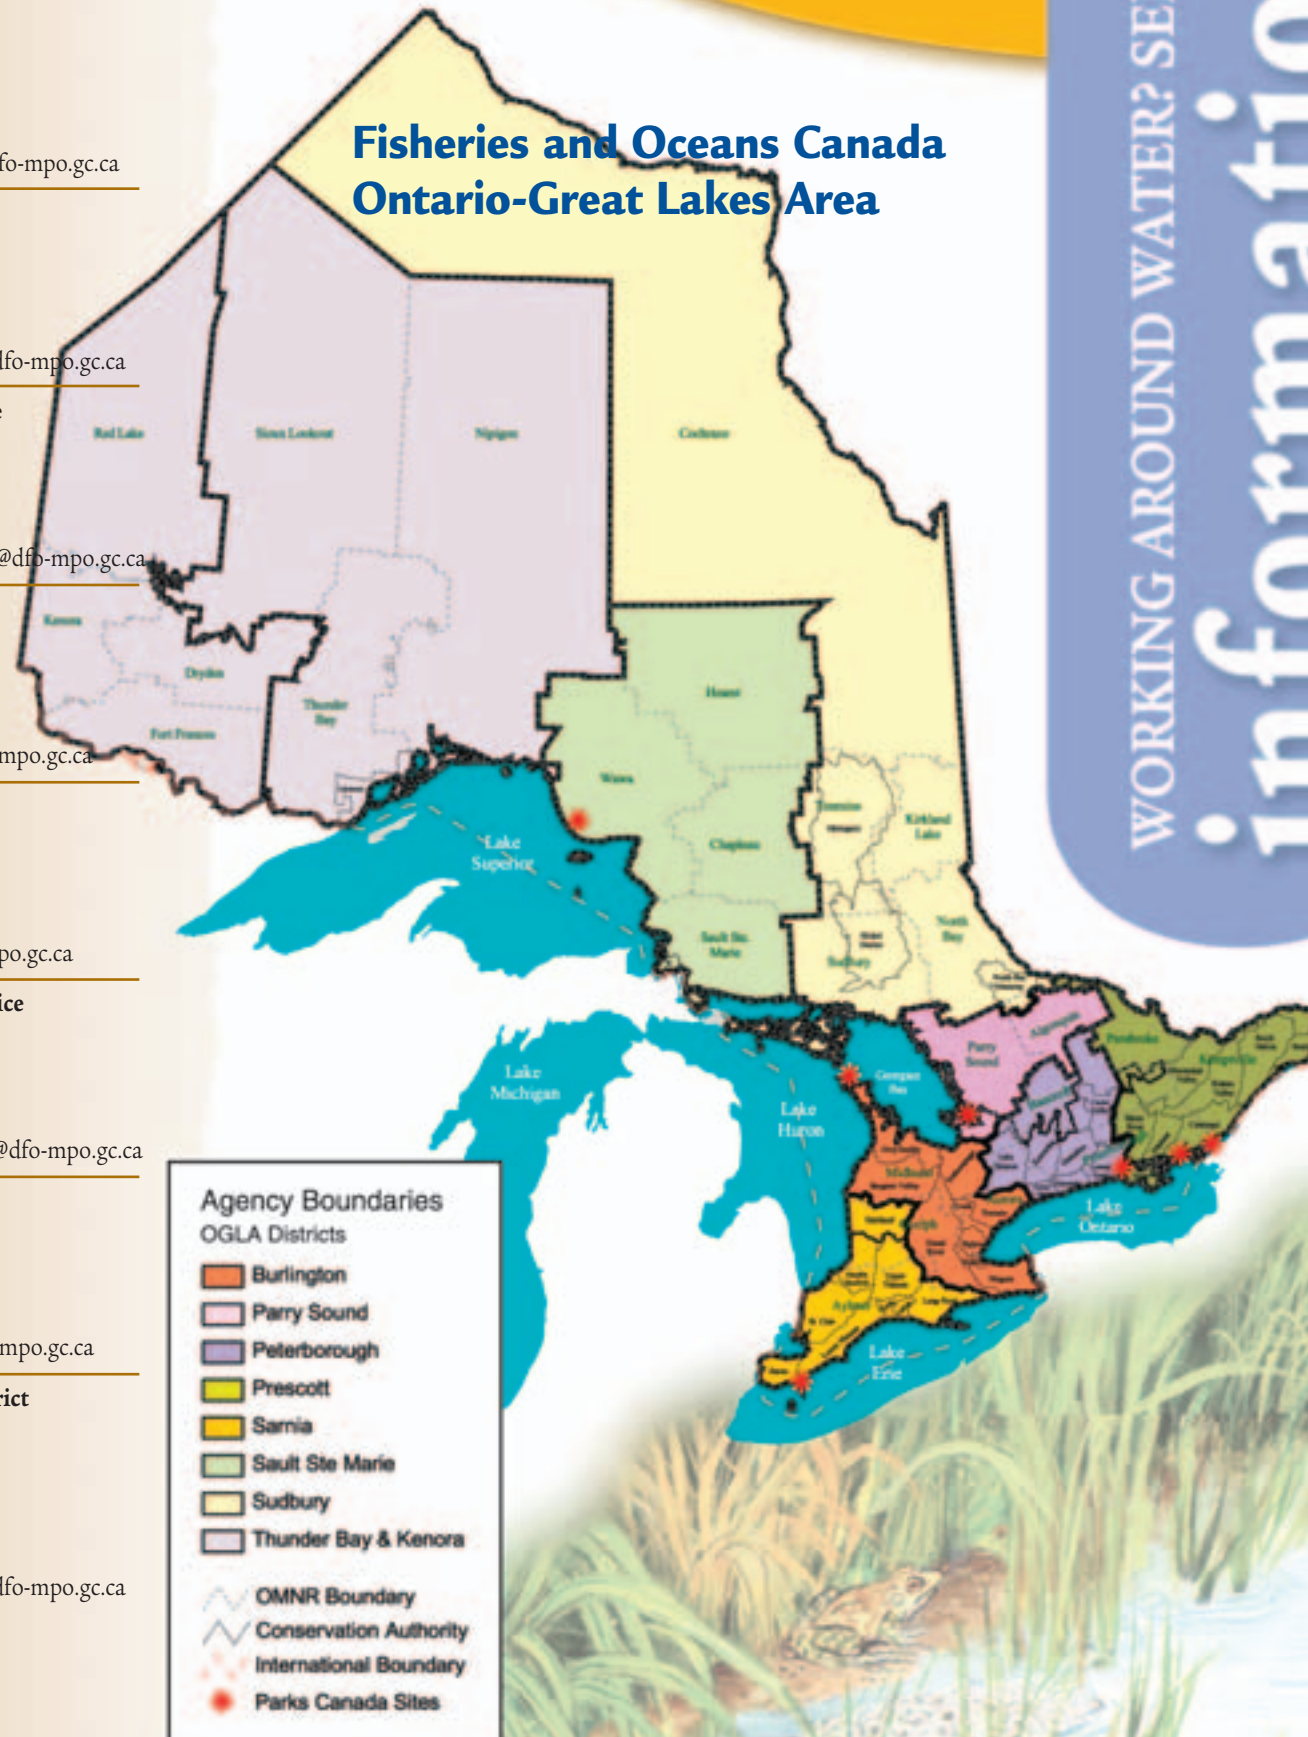 fo-mpo.gc.ca
dfo-mpo.gc.ca
e
@dfo-mpo.gc.ca
mpo.gc.ca
po.gc.ca
ice
@dfo-mpo.gc.ca
mpo.gc.ca
rict
dfo-mpo.gc.ca
Fisheries and Oceans Canada
Ontario-Great Lakes Area
WORKING AROUND WATER? SE
informatio
Red Lake
Sioux Lookout
Nipigon
Cochrane
Kenora
Dryden
Fort Frances
Thunder
Bay
Hearst
Wawa
Chapleau
Sault Ste.
Marie
Timmins
Kirkland
Lake
Sudbury
North
Bay
Lake
Superior
Lake
Michigan
Lake
Huron
Georgian
Bay
Parry
Sound
Algonquin
Pembroke
Kemptville
Bancroft
Midhurst
Aylmer
Lake
Ontario
Lake
Erie
Agency Boundaries
OGLA Districts
Burlington
Parry Sound
Peterborough
Prescott
Sarnia
Sault Ste Marie
Sudbury
Thunder Bay & Kenora
OMNR Boundary
Conservation Authority
International Boundary
Parks Canada Sites